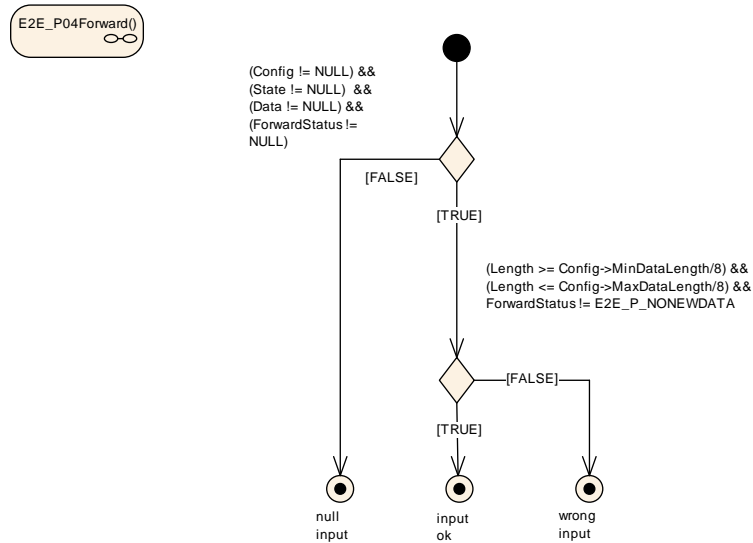 E2E_P04Forward()
(Config != NULL) &&
(State != NULL)  &&
(Data != NULL) &&
(ForwardStatus !=
NULL)
[FALSE]
[TRUE]
(Length >= Config->MinDataLength/8) &&
(Length <= Config->MaxDataLength/8) &&
ForwardStatus != E2E_P_NONEWDATA
[FALSE]
[TRUE]
null
input
input
ok
wrong
input